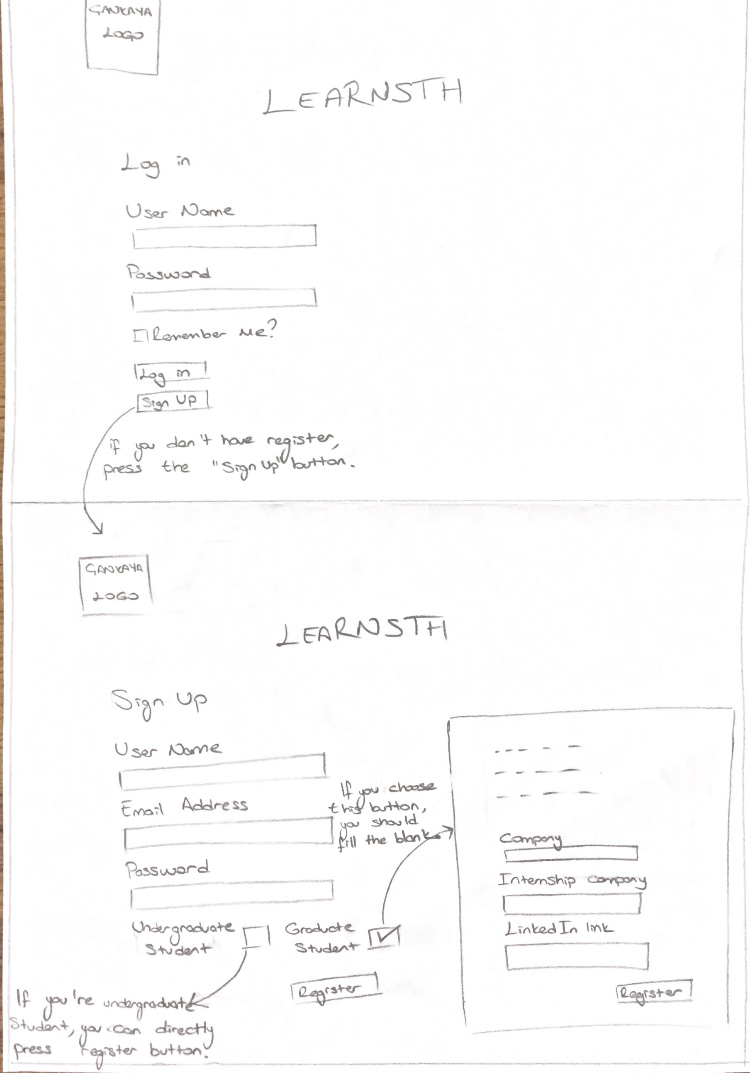 GANKAYA
LOGO
LEARNSTH
Log in
User Name
Password
Remember Me?
Log in
Sign UP
if you don't have register,
press the "Sign Up" button.
GANKAYA
LOGO
LEARNSTH
Sign Up
User Name
Email Address
Password
Undergraduate
Student
Graduate
Student
Register
If you're undergraduate
Student, you can directly
press register button.
If you choose
this button,
you should
fill the blank.
Company
Internship company
LinkedIn link
Register